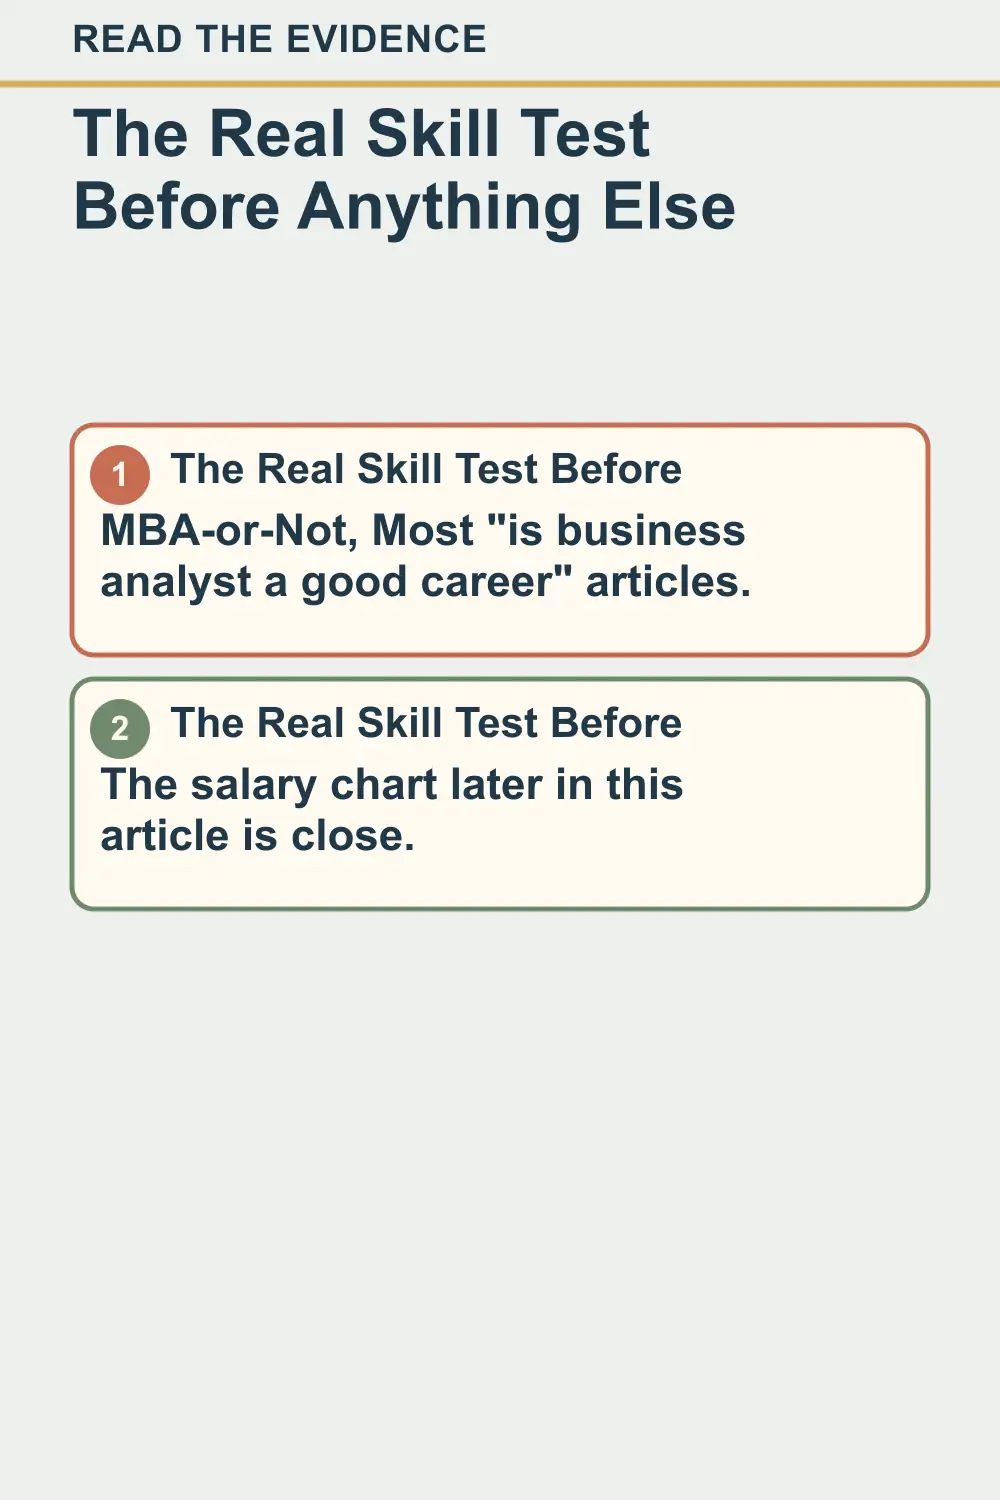 READ THE EVIDENCE
The Real Skill Test
Before Anything Else
1 The Real Skill Test Before
MBA-or-Not, Most "is business
analyst a good career" articles.
2 The Real Skill Test Before
The salary chart later in this
article is close.